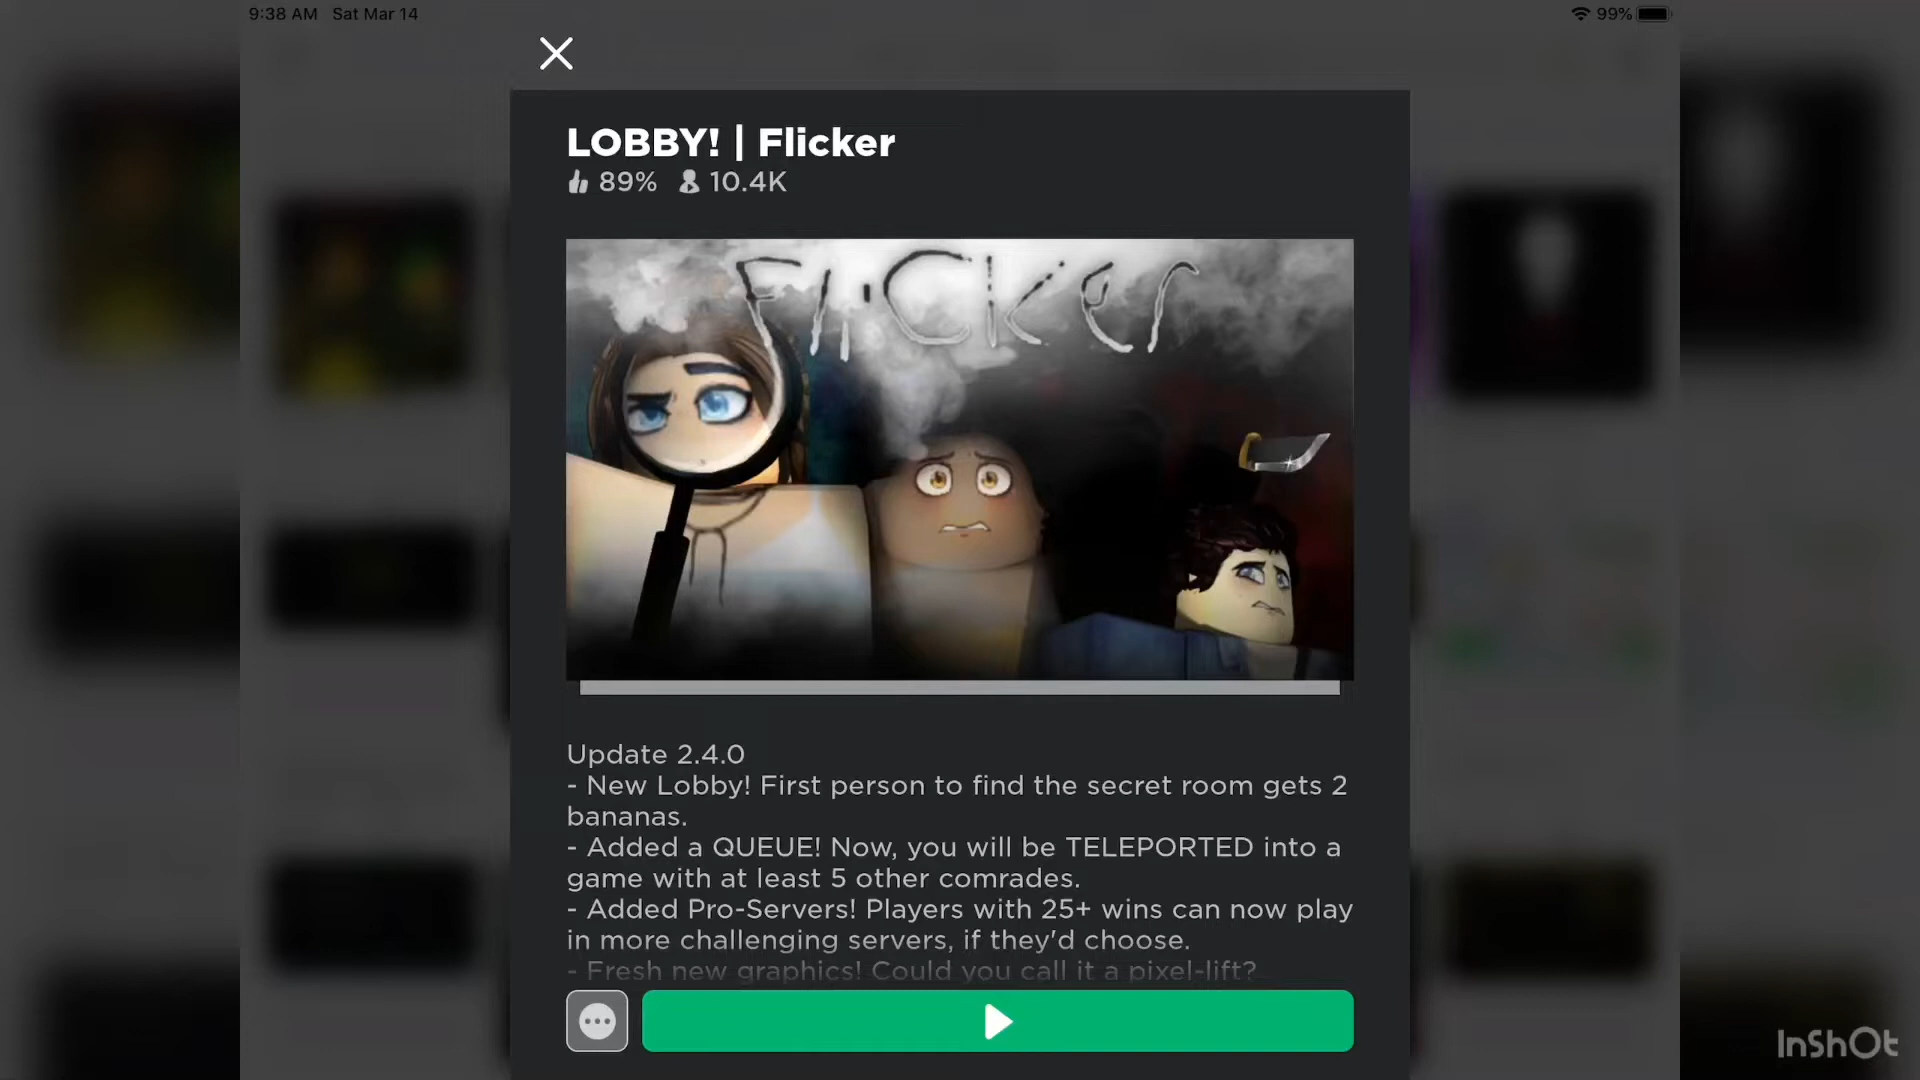 9:38 AM Sat Mar 14
99%
LOBBY! | Flicker
89% 10.4K
Flicker
Update 2.4.0
- New Lobby! First person to find the secret room gets 2
bananas.
- Added a QUEUE! Now, you will be TELEPORTED into a
game with at least 5 other comrades.
- Added Pro-Servers! Players with 25+ wins can now play
in more challenging servers, if they'd choose.
- Fresh new graphics! Could you call it a pixel-lift?
InShOt